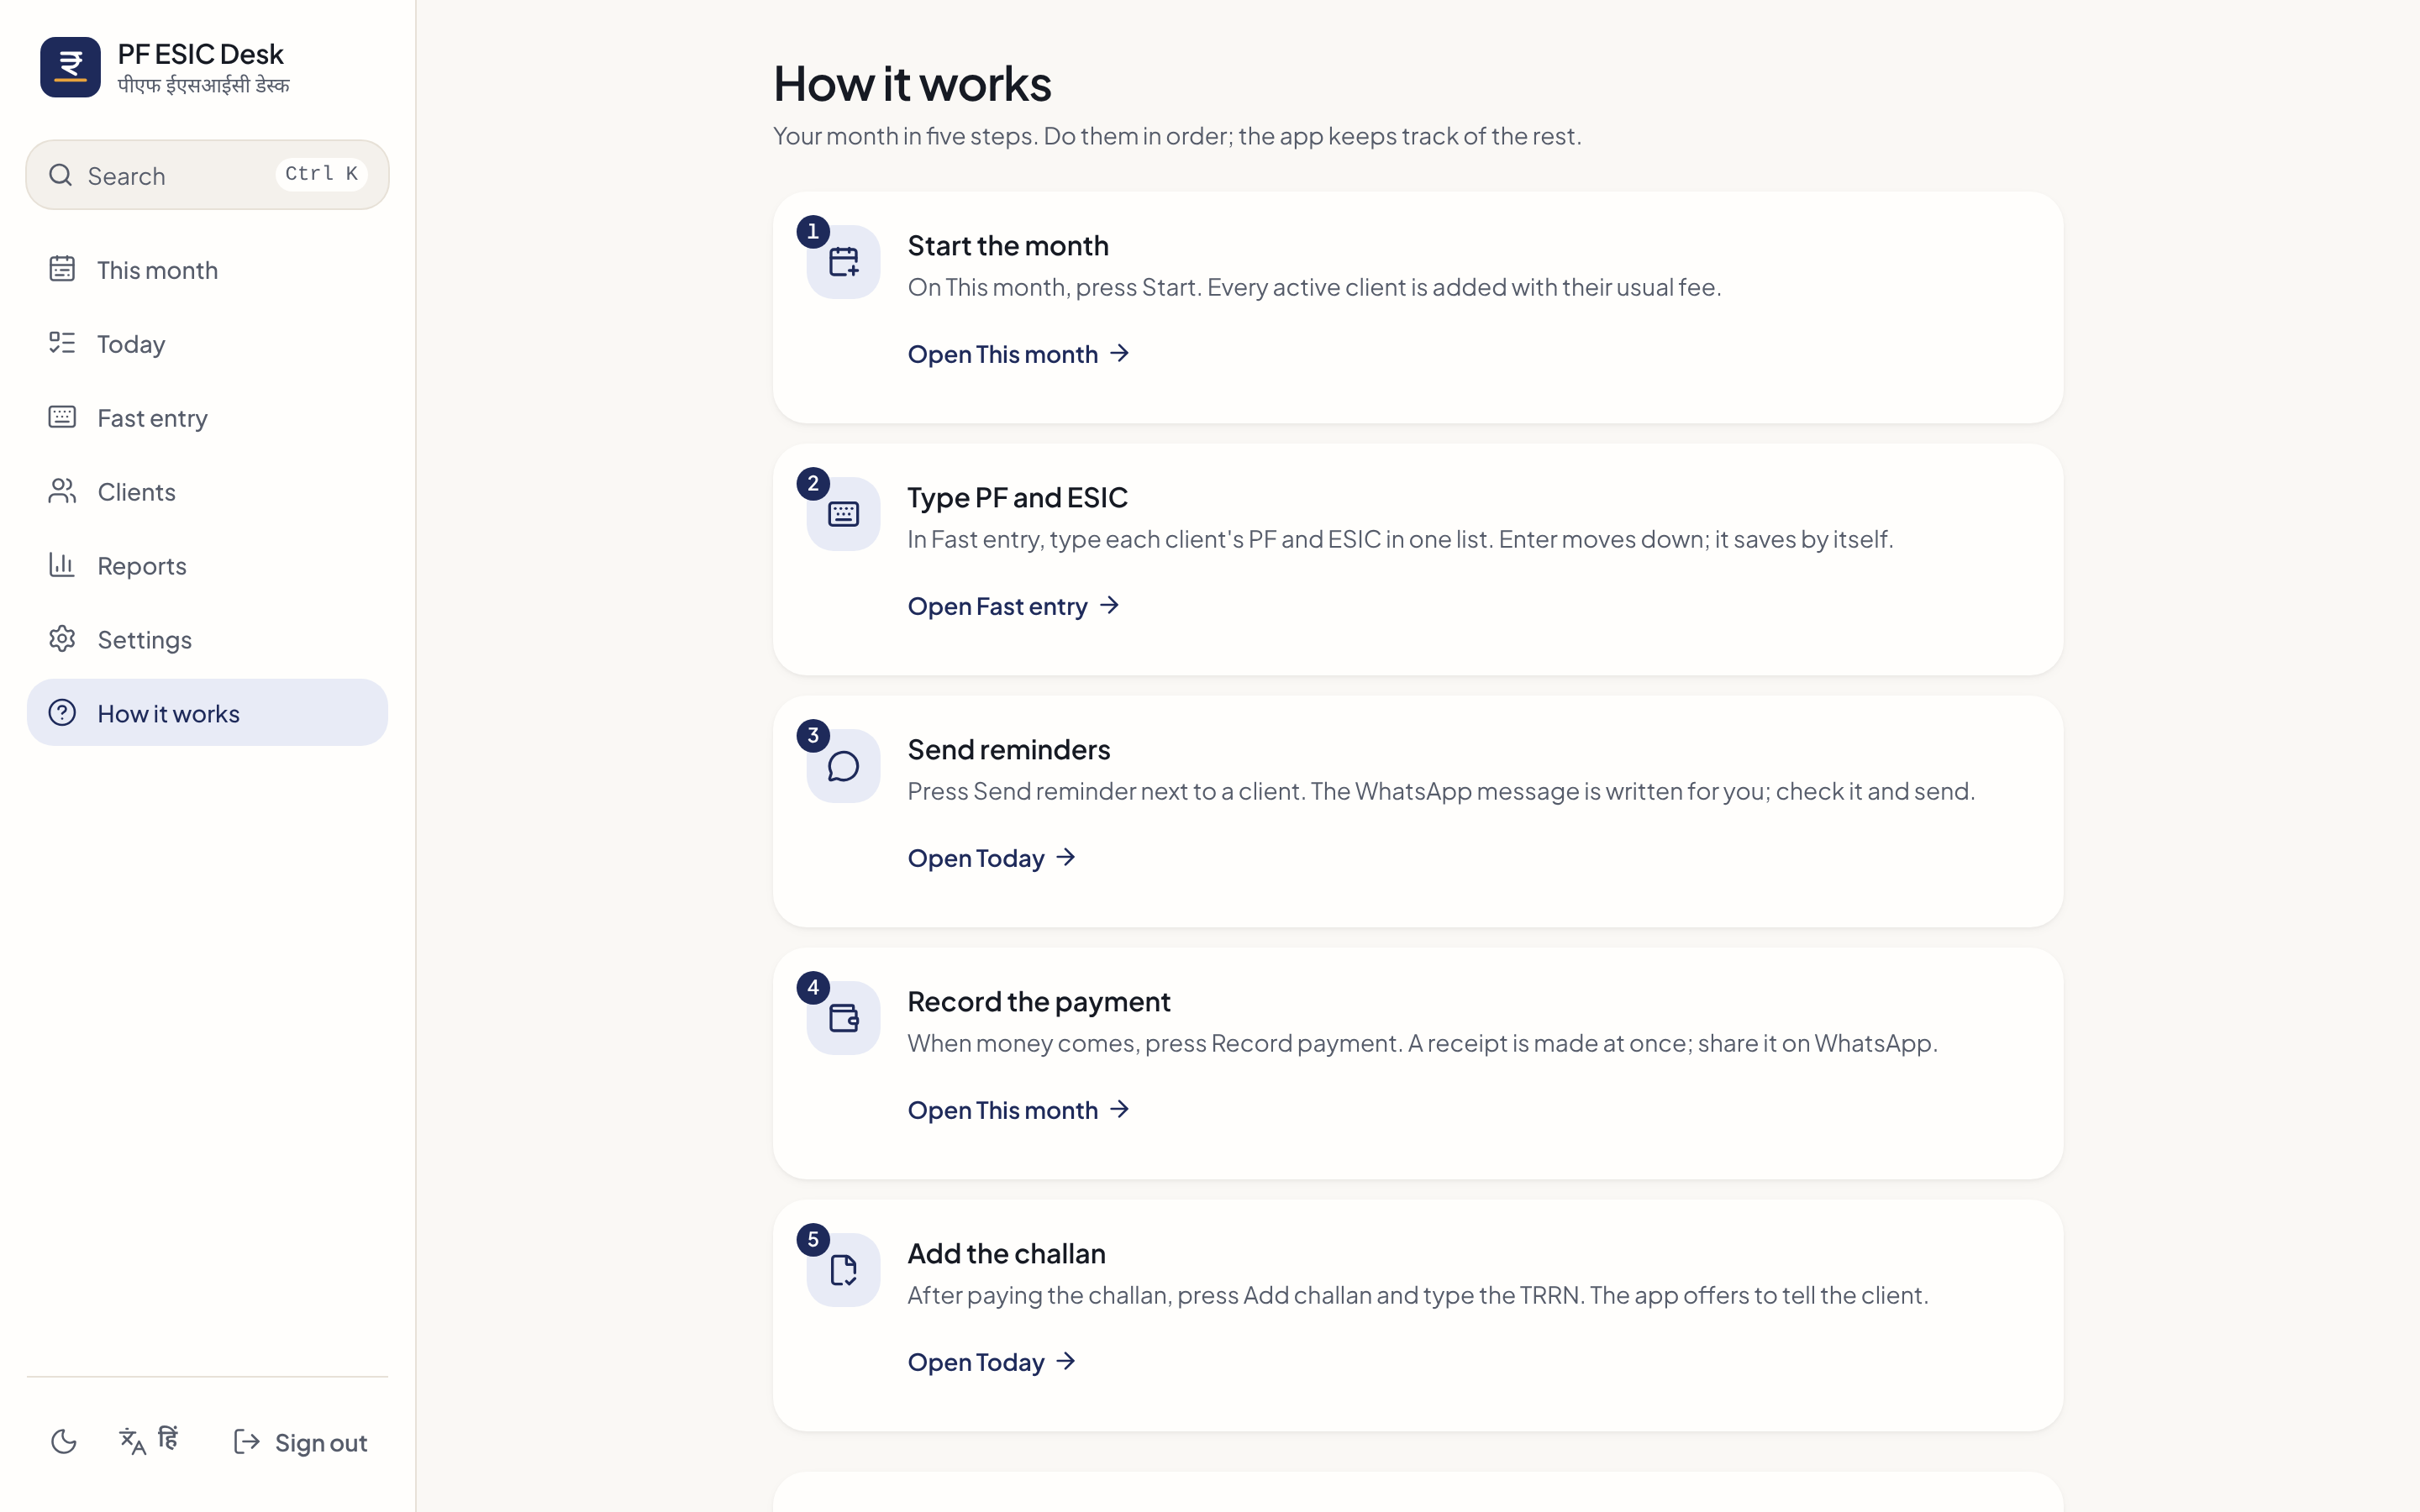 PF ESIC Desk
पीएफ ईएसआईसी डेस्क
Search
Ctrl K
This month
Today
Fast entry
Clients
Reports
Settings
How it works
हिं
Sign out
How it works
Your month in five steps. Do them in order; the app keeps track of the rest.
1
Start the month
On This month, press Start. Every active client is added with their usual fee.
Open This month
2
Type PF and ESIC
In Fast entry, type each client's PF and ESIC in one list. Enter moves down; it saves by itself.
Open Fast entry
3
Send reminders
Press Send reminder next to a client. The WhatsApp message is written for you; check it and send.
Open Today
4
Record the payment
When money comes, press Record payment. A receipt is made at once; share it on WhatsApp.
Open This month
5
Add the challan
After paying the challan, press Add challan and type the TRRN. The app offers to tell the client.
Open Today